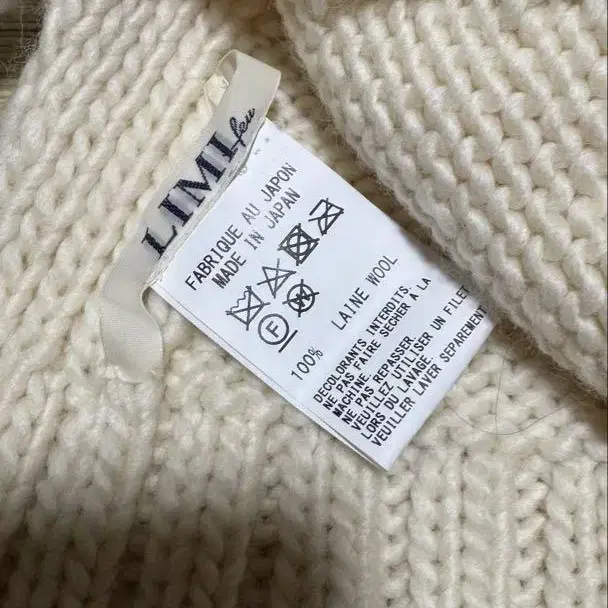 LIMI feu
FABRIQUE AU JAPON
MADE IN JAPAN
F
100% LAINE WOOL
DECOLORANTS INTERDITS.
NE PAS FAIRE SECHER A LA
MACHINE.
NE PAS REPASSER.
VEUILLEZ UTILISER UN FILET
LORS DU LAVAGE.
VEUILLER LAVER SEPAREMENT